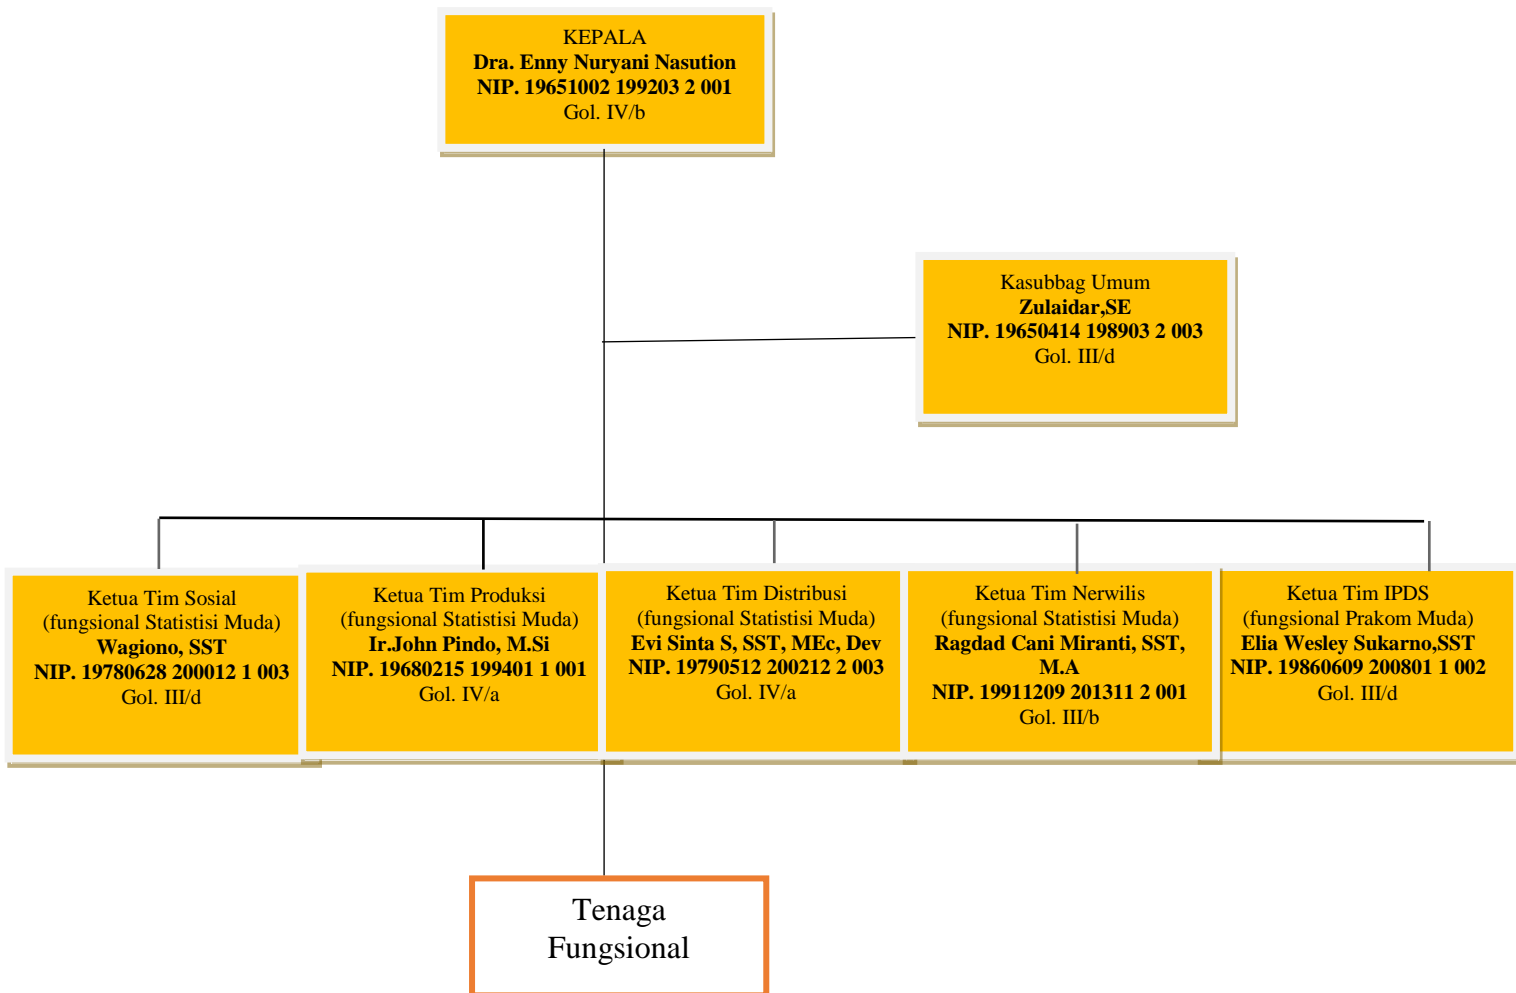 KEPALA
Dra. Enny Nuryani Nasution
NIP. 19651002 199203 2 001
Gol. IV/b
Kasubbag Umum
Zulaidar,SE
NIP. 19650414 198903 2 003
Gol. III/d
Ketua Tim Sosial
(fungsional Statistisi Muda)
Wagiono, SST
NIP. 19780628 200012 1 003
Gol. III/d
Ketua Tim Produksi
(fungsional Statistisi Muda)
Ir.John Pindo, M.Si
NIP. 19680215 199401 1 001
Gol. IV/a
Ketua Tim Distribusi
(fungsional Statistisi Muda)
Evi Sinta S, SST, MEc, Dev
NIP. 19790512 200212 2 003
Gol. IV/a
Ketua Tim Nerwilis
(fungsional Statistisi Muda)
Ragdad Cani Miranti, SST,
M.A
NIP. 19911209 201311 2 001
Gol. III/b
Ketua Tim IPDS
(fungsional Prakom Muda)
Elia Wesley Sukarno,SST
NIP. 19860609 200801 1 002
Gol. III/d
Tenaga
Fungsional